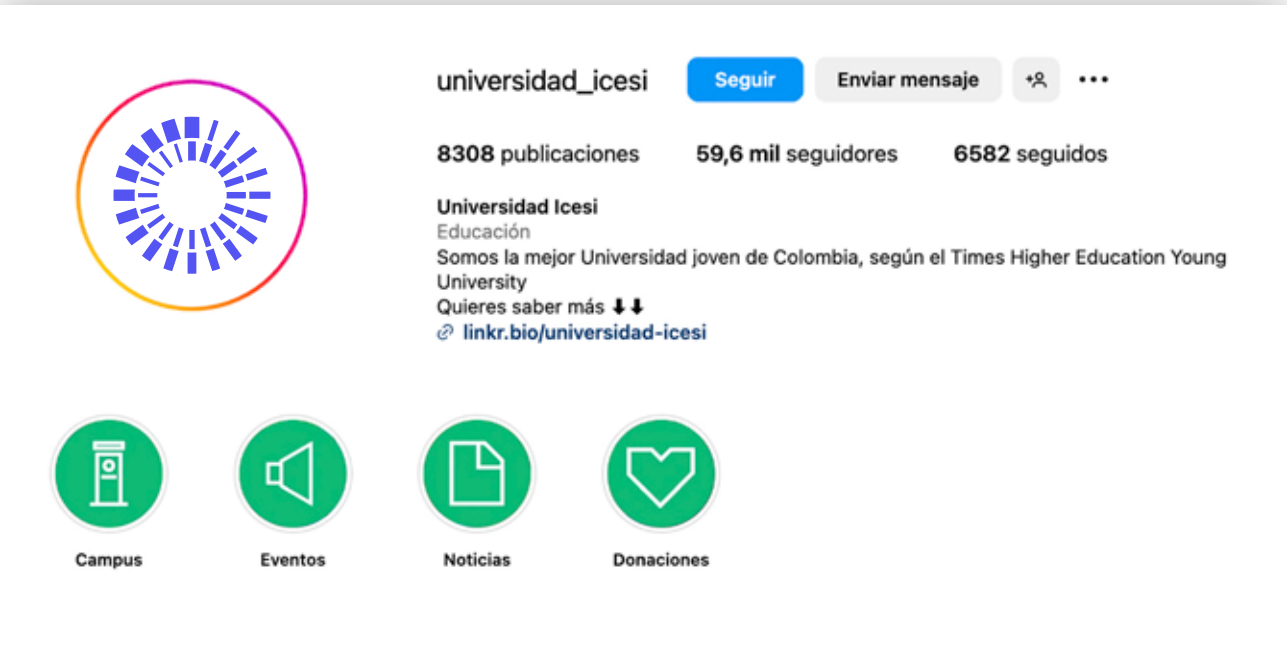 universidad_icesi Seguir Enviar mensaje
8308 publicaciones 59,6 mil seguidores 6582 seguidos
Universidad Icesi
Educación
Somos la mejor Universidad joven de Colombia, según el Times Higher Education Young
University
Quieres saber más ⬇⬇
linkr.bio/universidad-icesi
Campus Eventos Noticias Donaciones